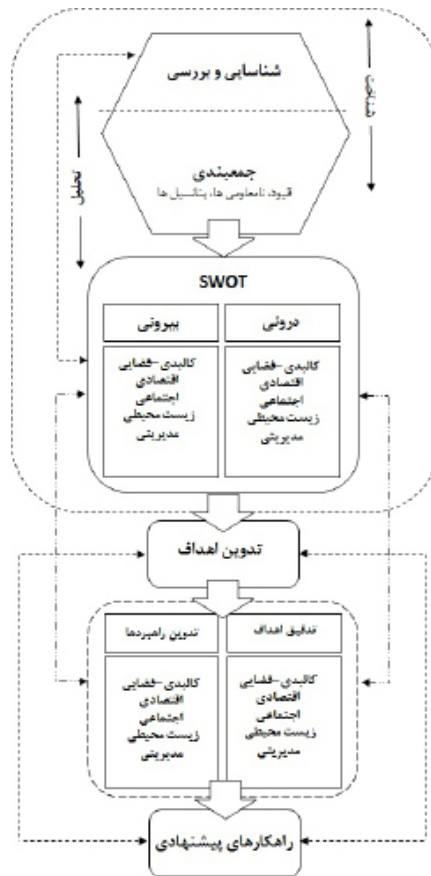 شناسایی و بررسی
شناخت
جمعبندی
قیود، نامعلومی ها، پتانسیل ها
تحلیل
SWOT
درونی
بیرونی
کالبدی-فضایی
اقتصادی
اجتماعی
زیست محیطی
مدیریتی
کالبدی-فضایی
اقتصادی
اجتماعی
زیست محیطی
مدیریتی
تدوین اهداف
تدقیق اهداف
تدوین راهبردها
کالبدی-فضایی
اقتصادی
اجتماعی
زیست محیطی
مدیریتی
کالبدی-فضایی
اقتصادی
اجتماعی
زیست محیطی
مدیریتی
راهکارهای پیشنهادی